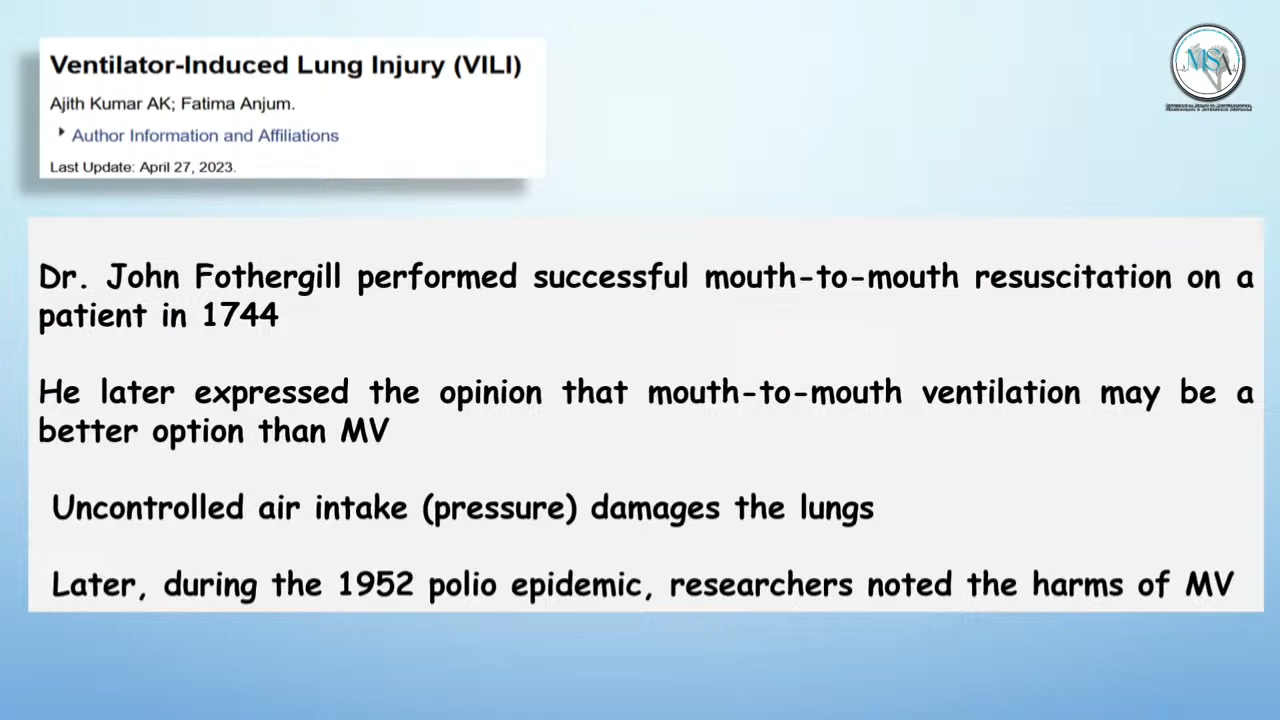 Ventilator-Induced Lung Injury (VILI)
Ajith Kumar AK; Fatima Anjum.
Author Information and Affiliations
Last Update: April 27, 2023.
MSA
Dr. John Fothergill performed successful mouth-to-mouth resuscitation on a
patient in 1744
He later expressed the opinion that mouth-to-mouth ventilation may be a
better option than MV
Uncontrolled air intake (pressure) damages the lungs
Later, during the 1952 polio epidemic, researchers noted the harms of MV